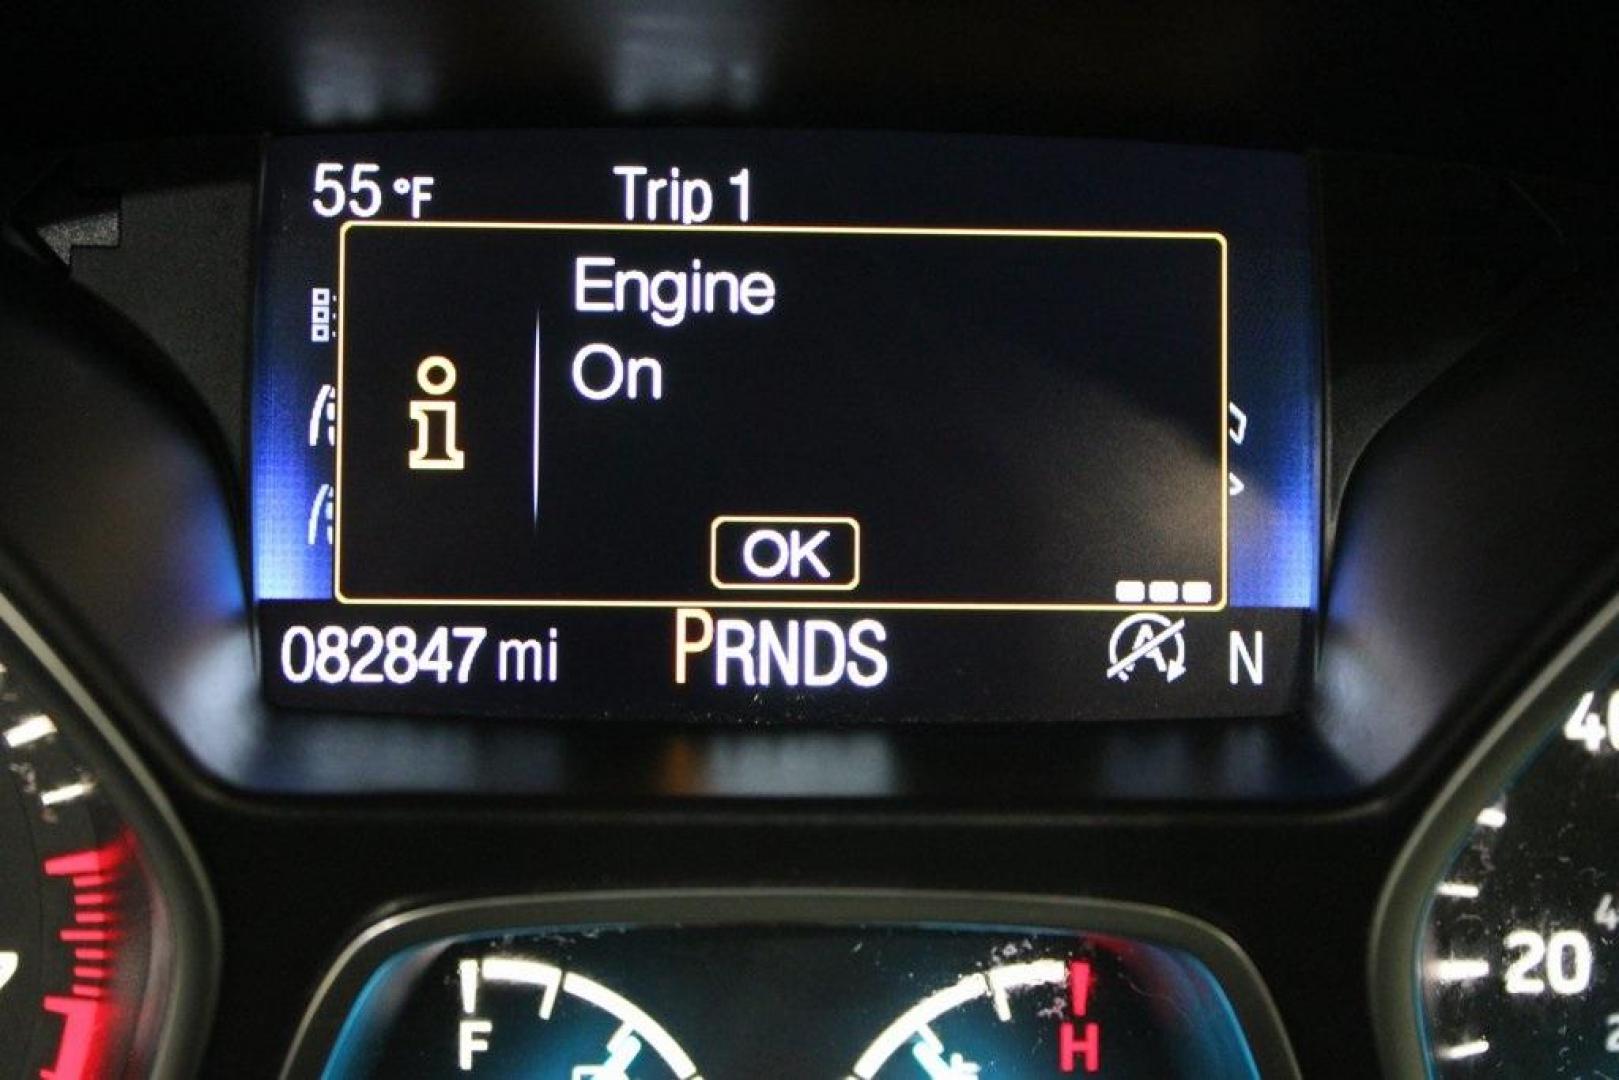 55 °F Trip 1
Engine
On
OK
082847 mi PRNDS A N
F H
20